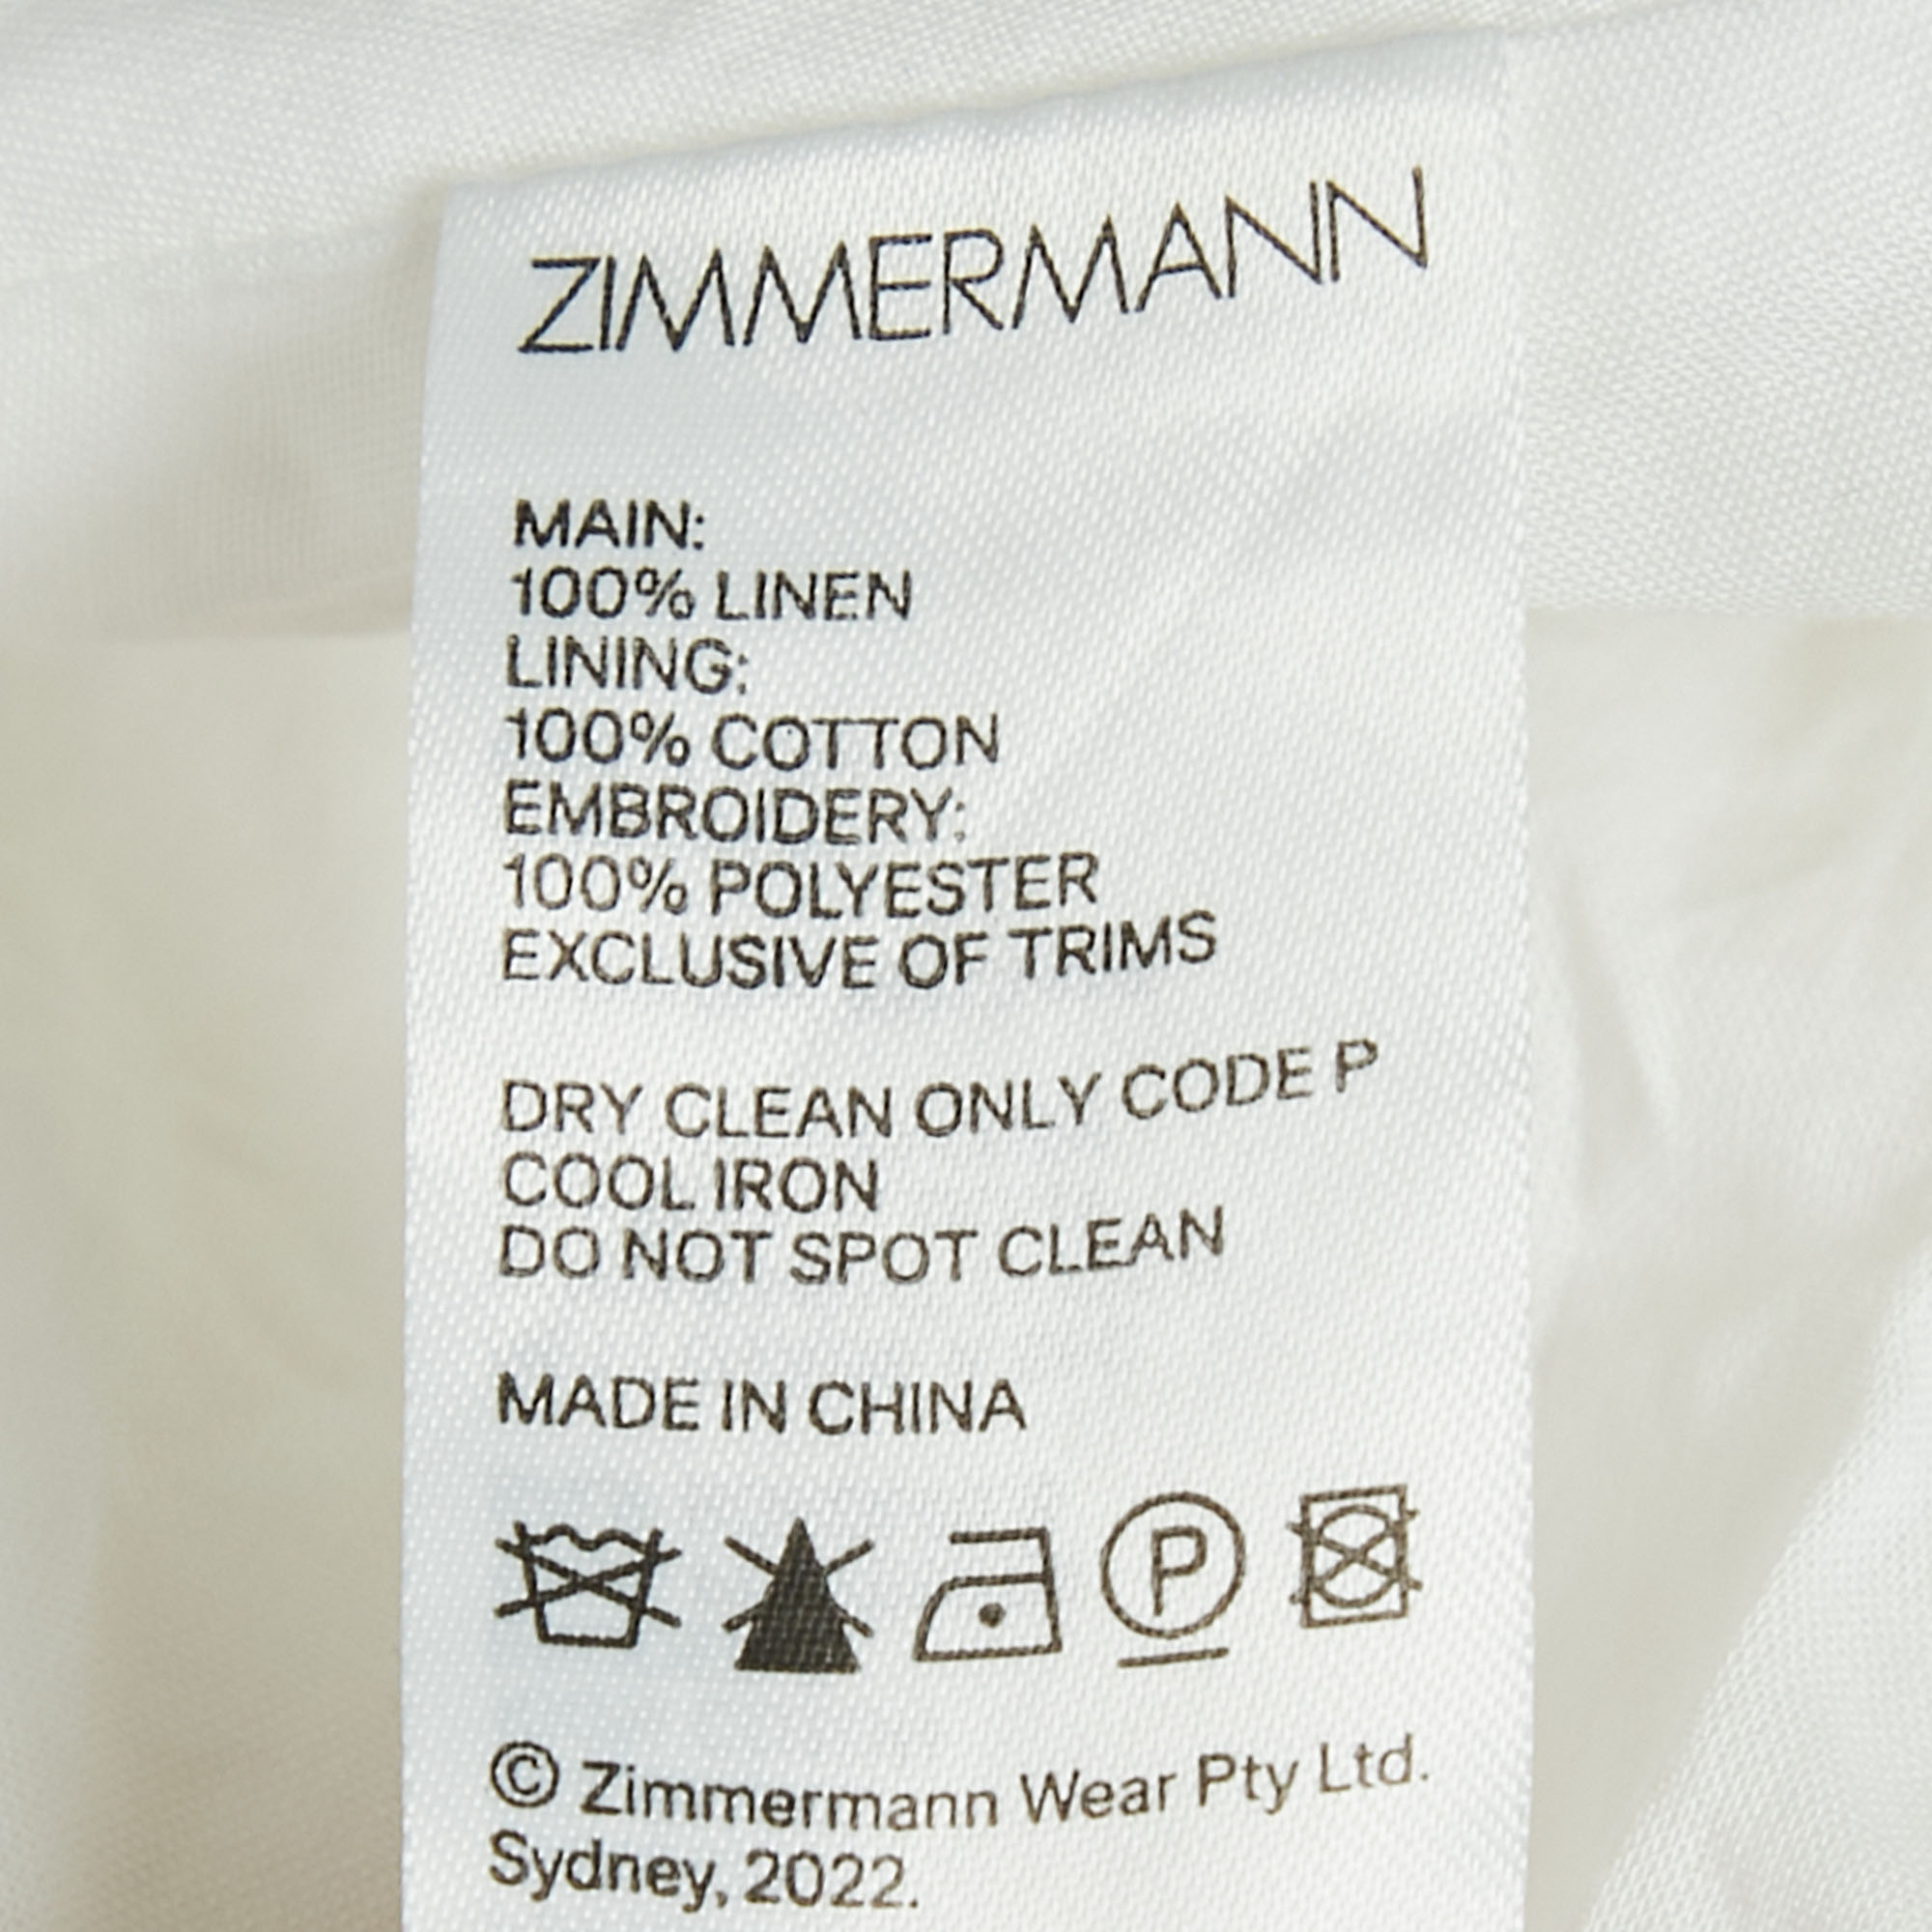 ZIMMERMANN
MAIN:
100% LINEN
LINING:
100% COTTON
EMBROIDERY:
100% POLYESTER
EXCLUSIVE OF TRIMS
DRY CLEAN ONLY CODE P
COOL IRON
DO NOT SPOT CLEAN
MADE IN CHINA
P
© Zimmermann Wear Pty Ltd.
Sydney, 2022.